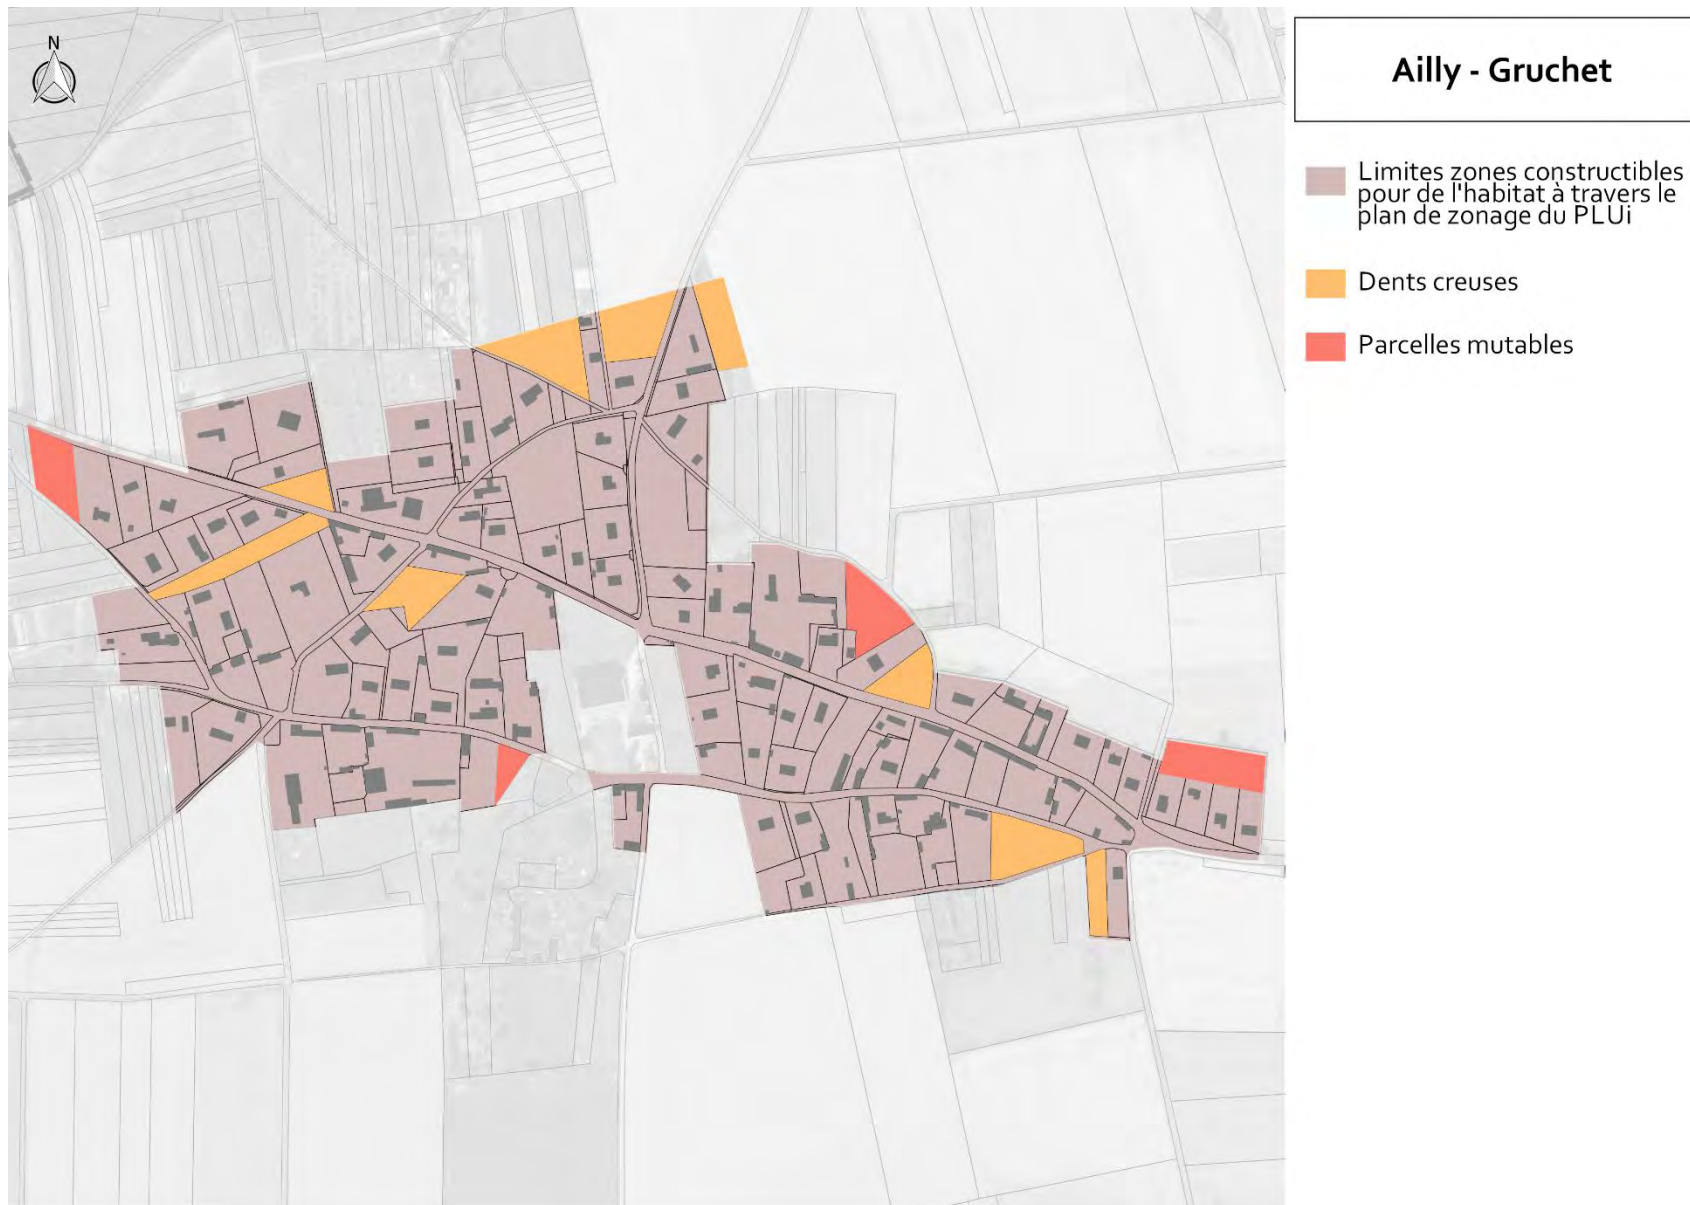 N
Ailly - Gruchet
Limites zones constructibles
pour de l'habitat à travers le
plan de zonage du PLUi
Dents creuses
Parcelles mutables